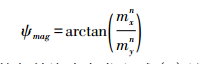 ψ_mag = arctan(m_x^n / m_y^n)